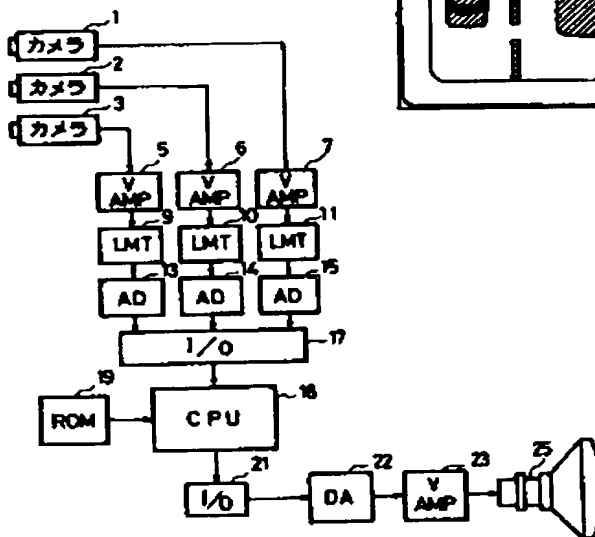 1
カメラ
2
カメラ
3
カメラ
5
6
7
V
AMP
V
AMP
V
AMP
9
10
11
LMT
LMT
LMT
13
14
15
AD
AD
AD
I/O
17
19
18
ROM
CPU
21
22
23
25
I/O
DA
V
AMP